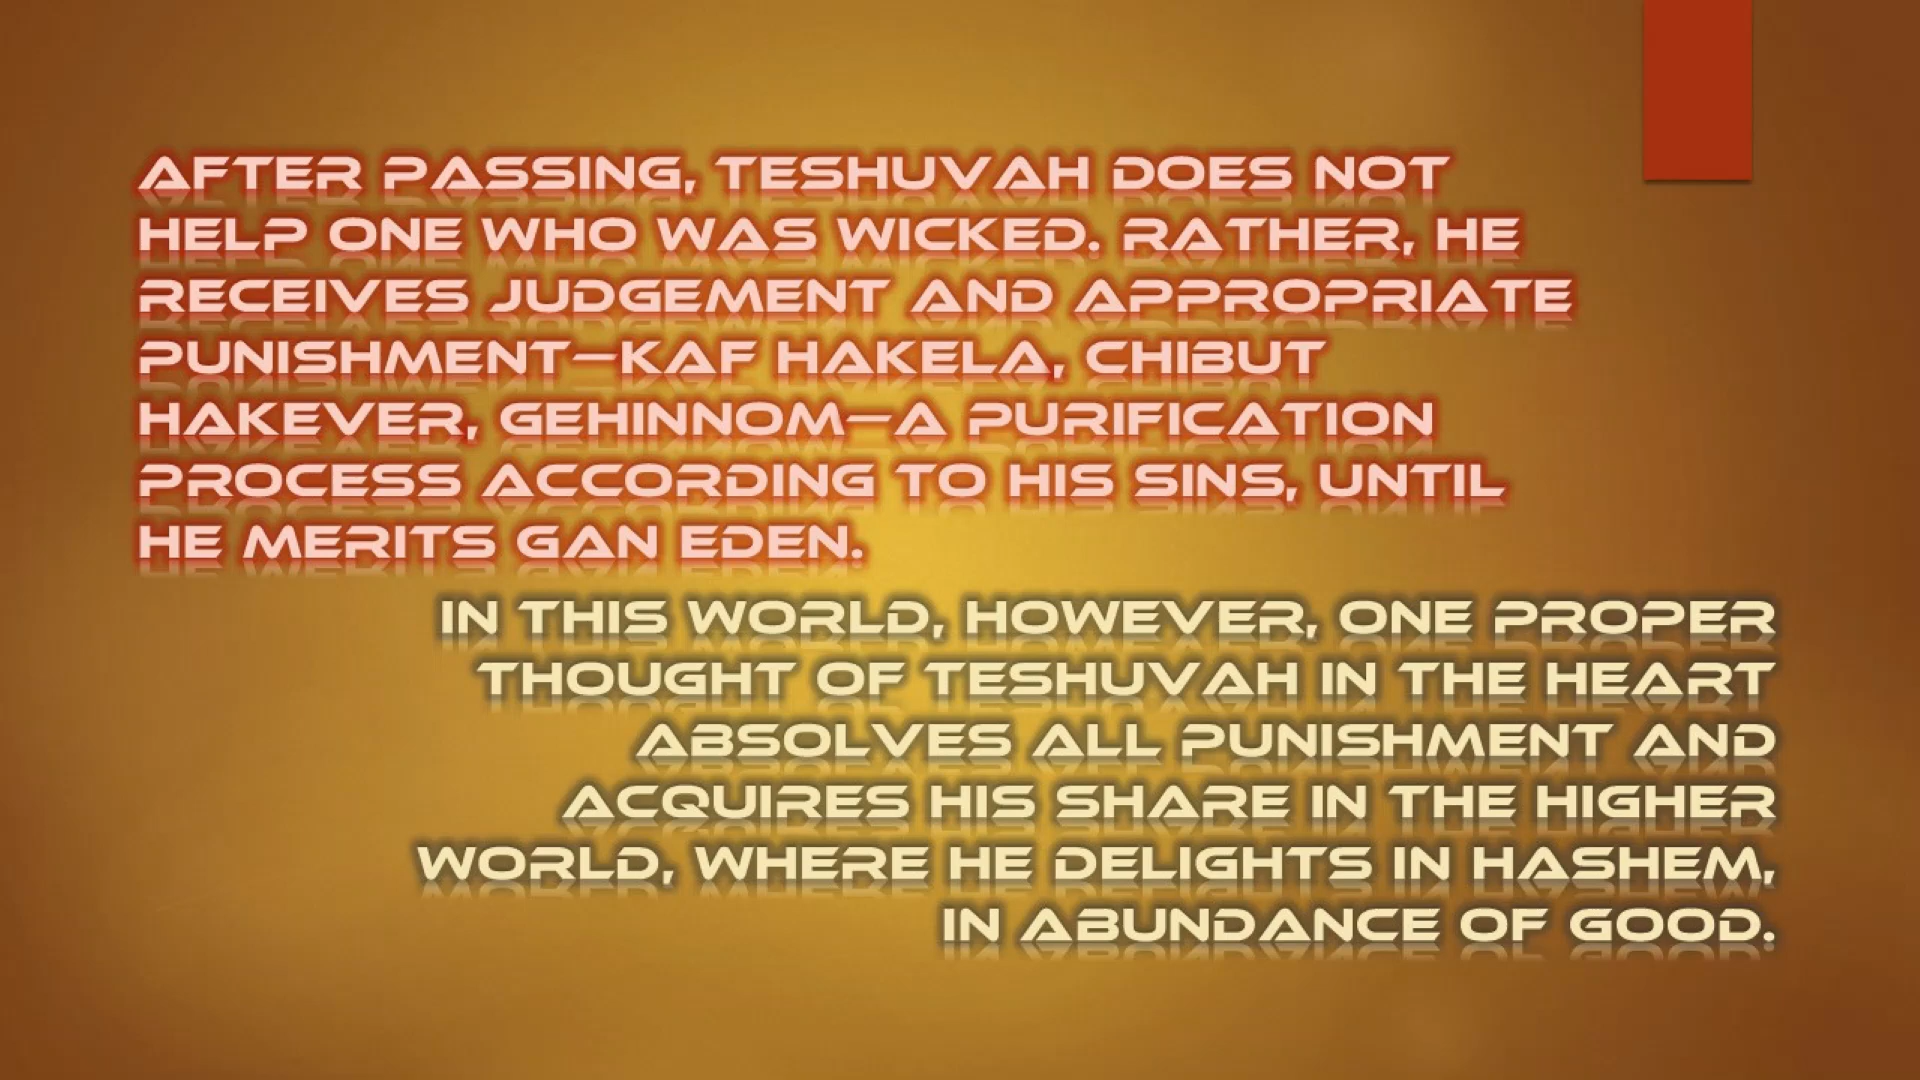 AFTER PASSING, TESHUVAH DOES NOT
HELP ONE WHO WAS WICKED. RATHER, HE
RECEIVES JUDGEMENT AND APPROPRIATE
PUNISHMENT—KAF HAKELA, CHIBUT
HAKEVER, GEHINNOM—A PURIFICATION
PROCESS ACCORDING TO HIS SINS, UNTIL
HE MERITS GAN EDEN.
IN THIS WORLD, HOWEVER, ONE PROPER
THOUGHT OF TESHUVAH IN THE HEART
ABSOLVES ALL PUNISHMENT AND
ACQUIRES HIS SHARE IN THE HIGHER
WORLD, WHERE HE DELIGHTS IN HASHEM,
IN ABUNDANCE OF GOOD.